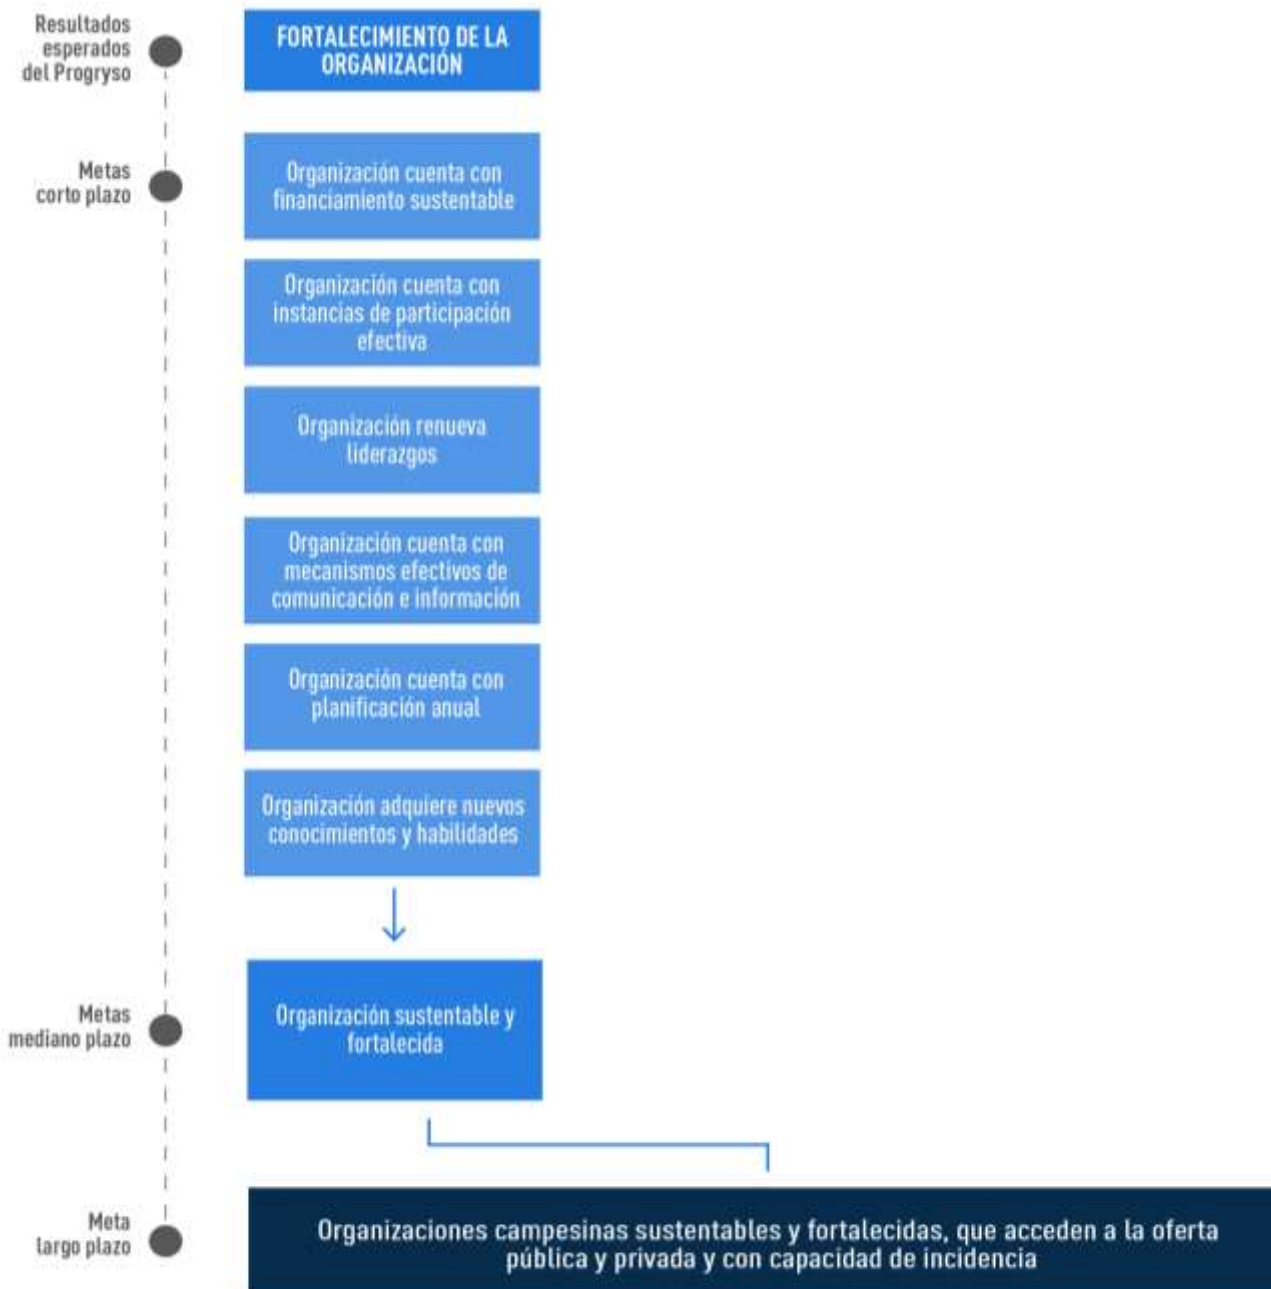 Resultados
esperados
del Progryso
FORTALECIMIENTO DE LA
ORGANIZACIÓN
Metas
corto plazo
Organización cuenta con
financiamiento sustentable
Organización cuenta con
instancias de participación
efectiva
Organización renueva
liderazgos
Organización cuenta con
mecanismos efectivos de
comunicación e información
Organización cuenta con
planificación anual
Organización adquiere nuevos
conocimientos y habilidades
Metas
mediano plazo
Organización sustentable y
fortalecida
Meta
largo plazo
Organizaciones campesinas sustentables y fortalecidas, que acceden a la oferta
pública y privada y con capacidad de incidencia